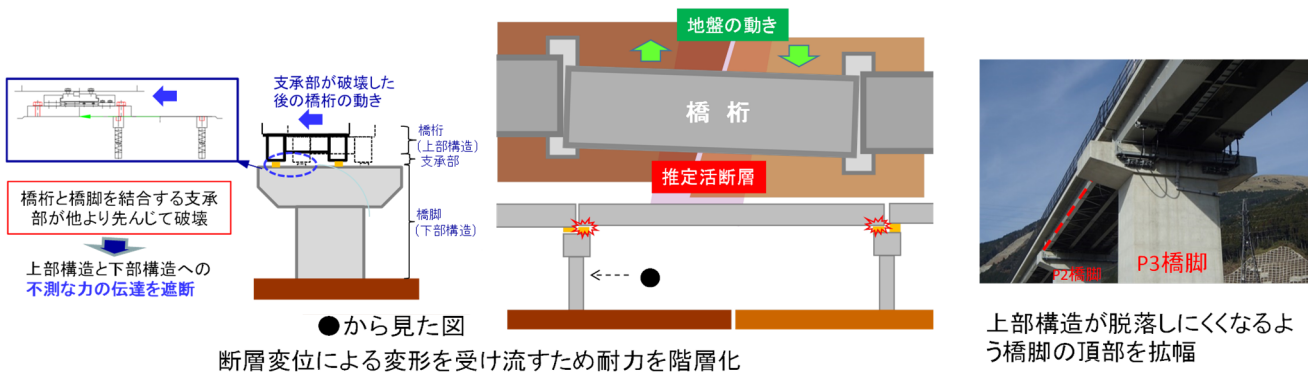 支承部が破壊した
後の橋桁の動き
橋桁
(上部構造)
支承部
橋脚
(下部構造)
橋桁と橋脚を結合する支承
部が他より先んじて破壊
上部構造と下部構造への
不測な力の伝達を遮断
●から見た図
地盤の動き
橋 桁
推定活断層
断層変位による変形を受け流すため耐力を階層化
P2橋脚
P3橋脚
上部構造が脱落しにくくなるよ
う橋脚の頂部を拡幅